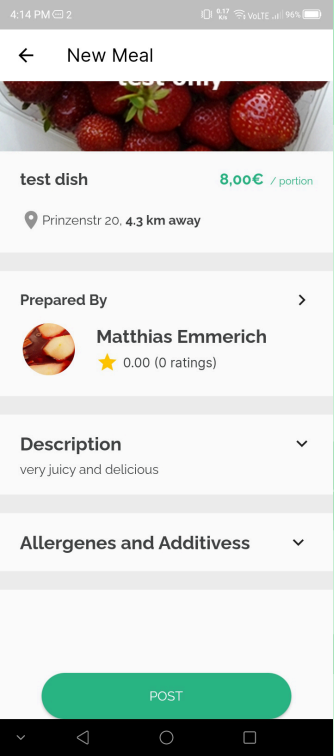 4:14 PM 2 9.17 K/s VoLTE 96%
New Meal
test only
test dish 8,00€ / portion
Prinzenstr 20, 4.3 km away
Prepared By
Matthias Emmerich
0.00 (0 ratings)
Description
very juicy and delicious
Allergenes and Additivess
POST